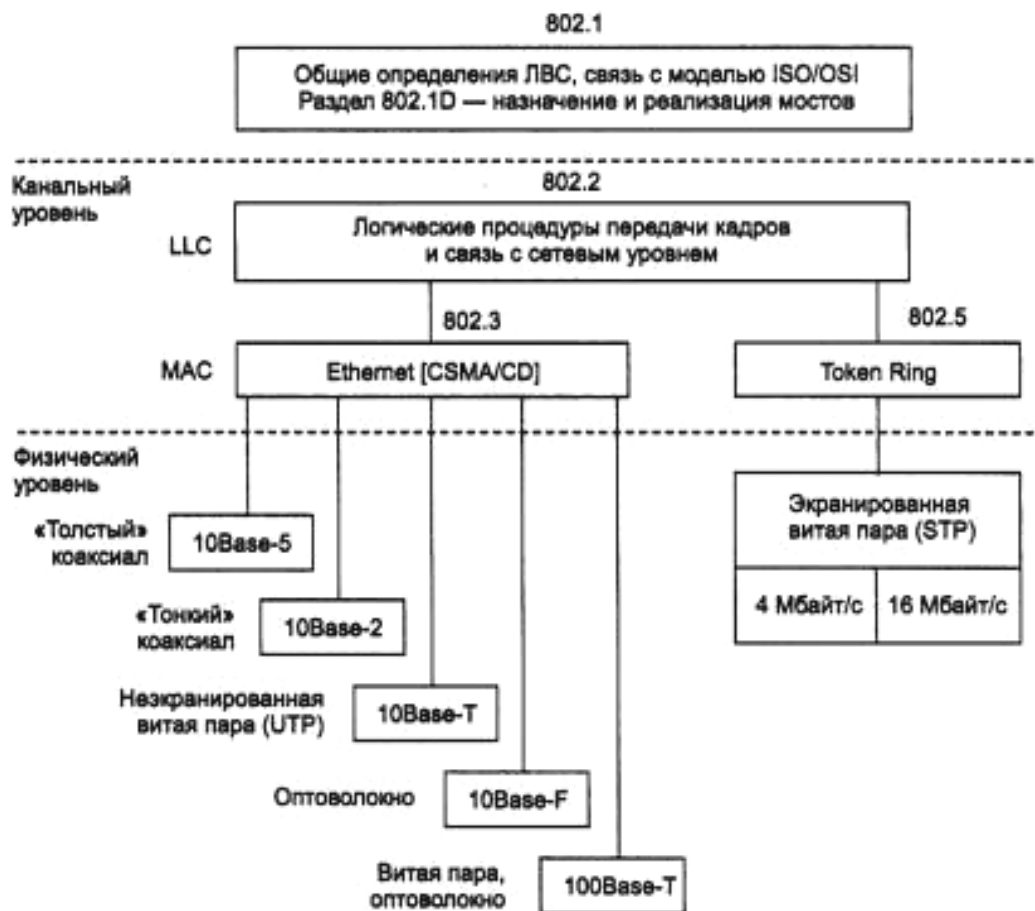 802.1
Общие определения ЛВС, связь с моделью ISO/OSI
Раздел 802.1D — назначение и реализация мостов
Канальный
уровень
802.2
LLC
Логические процедуры передачи кадров
и связь с сетевым уровнем
802.3
802.5
MAC
Ethernet [CSMA/CD]
Token Ring
Физический
уровень
Экранированная
витая пара (STP)
«Толстый»
коаксиал
10Base-5
4 Мбайт/с
16 Мбайт/с
«Тонкий»
коаксиал
10Base-2
Неэкранированная
витая пара (UTP)
10Base-T
Оптоволокно
10Base-F
Витая пара,
оптоволокно
100Base-T